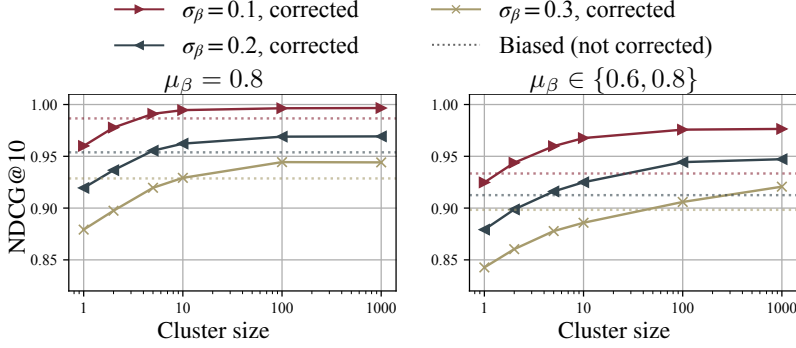 σβ = 0.1, corrected
σβ = 0.3, corrected
σβ = 0.2, corrected
Biased (not corrected)
μβ = 0.8
μβ ∈ {0.6, 0.8}
NDCG@10
1.00
0.95
0.90
0.85
1.00
0.95
0.90
0.85
1 10 100 1000
1 10 100 1000
Cluster size
Cluster size